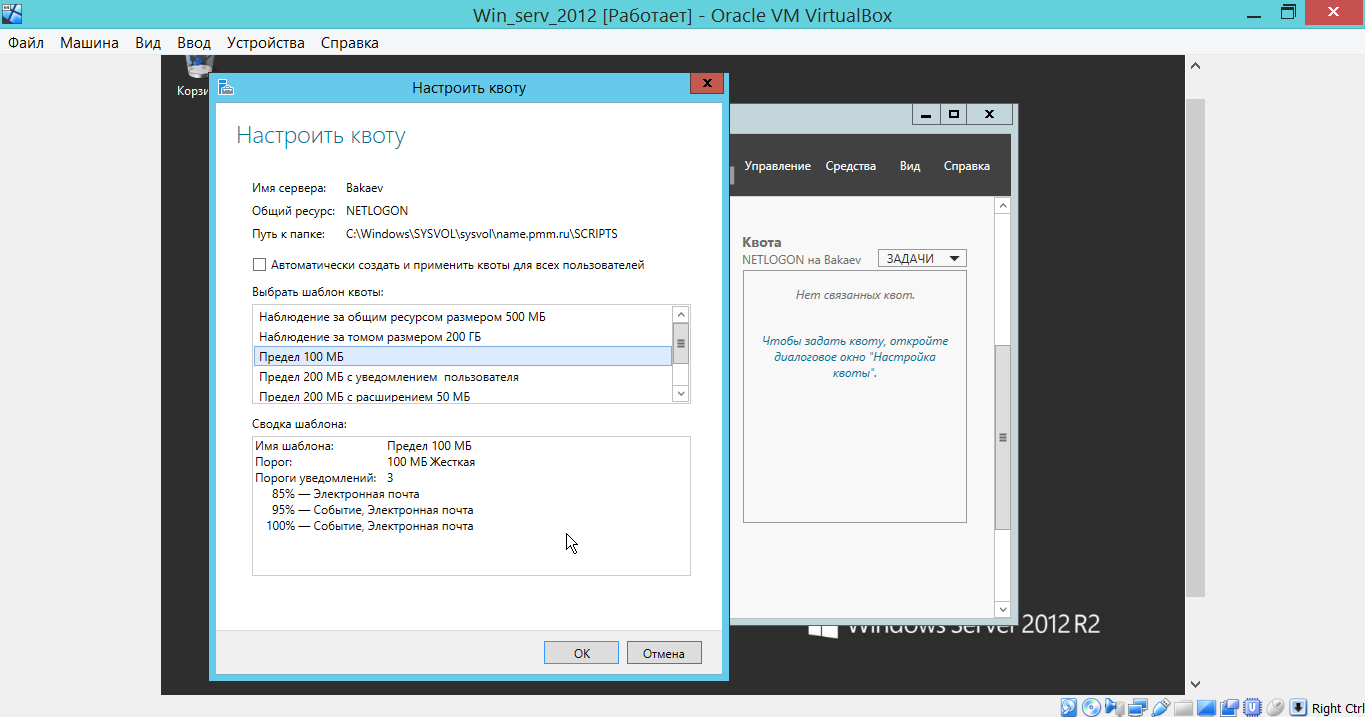 Win_serv_2012 [Работает] - Oracle VM VirtualBox
Файл Машина Вид Ввод Устройства Справка
Настроить квоту
Настроить квоту
Имя сервера: Bakaev
Общий ресурс: NETLOGON
Путь к папке: C:\Windows\SYSVOL\sysvol\name.pmm.ru\SCRIPTS
Автоматически создать и применить квоты для всех пользователей
Выбрать шаблон квоты:
Наблюдение за общим ресурсом размером 500 МБ
Наблюдение за томом размером 200 ГБ
Предел 100 МБ
Предел 200 МБ с уведомлением пользователя
Предел 200 МБ с расширением 50 МБ
Сводка шаблона:
Имя шаблона: Предел 100 МБ
Порог: 100 МБ Жесткая
Пороги уведомлений: 3
85% — Электронная почта
95% — Событие, Электронная почта
100% — Событие, Электронная почта
ОК Отмена
Управление Средства Вид Справка
Квота
NETLOGON на Bakaev ЗАДАЧИ
Нет связанных квот.
Чтобы задать квоту, откройте
диалоговое окно "Настройка
квоты".
Windows Server 2012 R2
Корзи
Right Ctrl